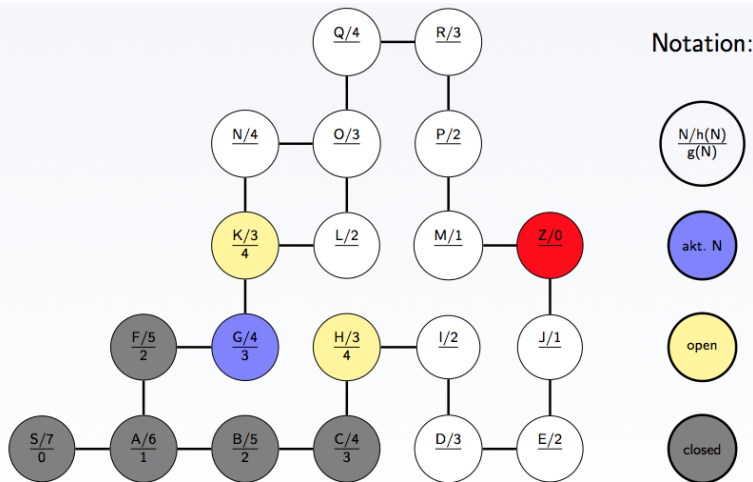 Q/4
R/3
Notation:
N/4
O/3
P/2
N/h(N)
g(N)
K/3
4
L/2
M/1
Z/0
akt. N
F/5
2
G/4
3
H/3
4
I/2
J/1
open
S/7
0
A/6
1
B/5
2
C/4
3
D/3
E/2
closed